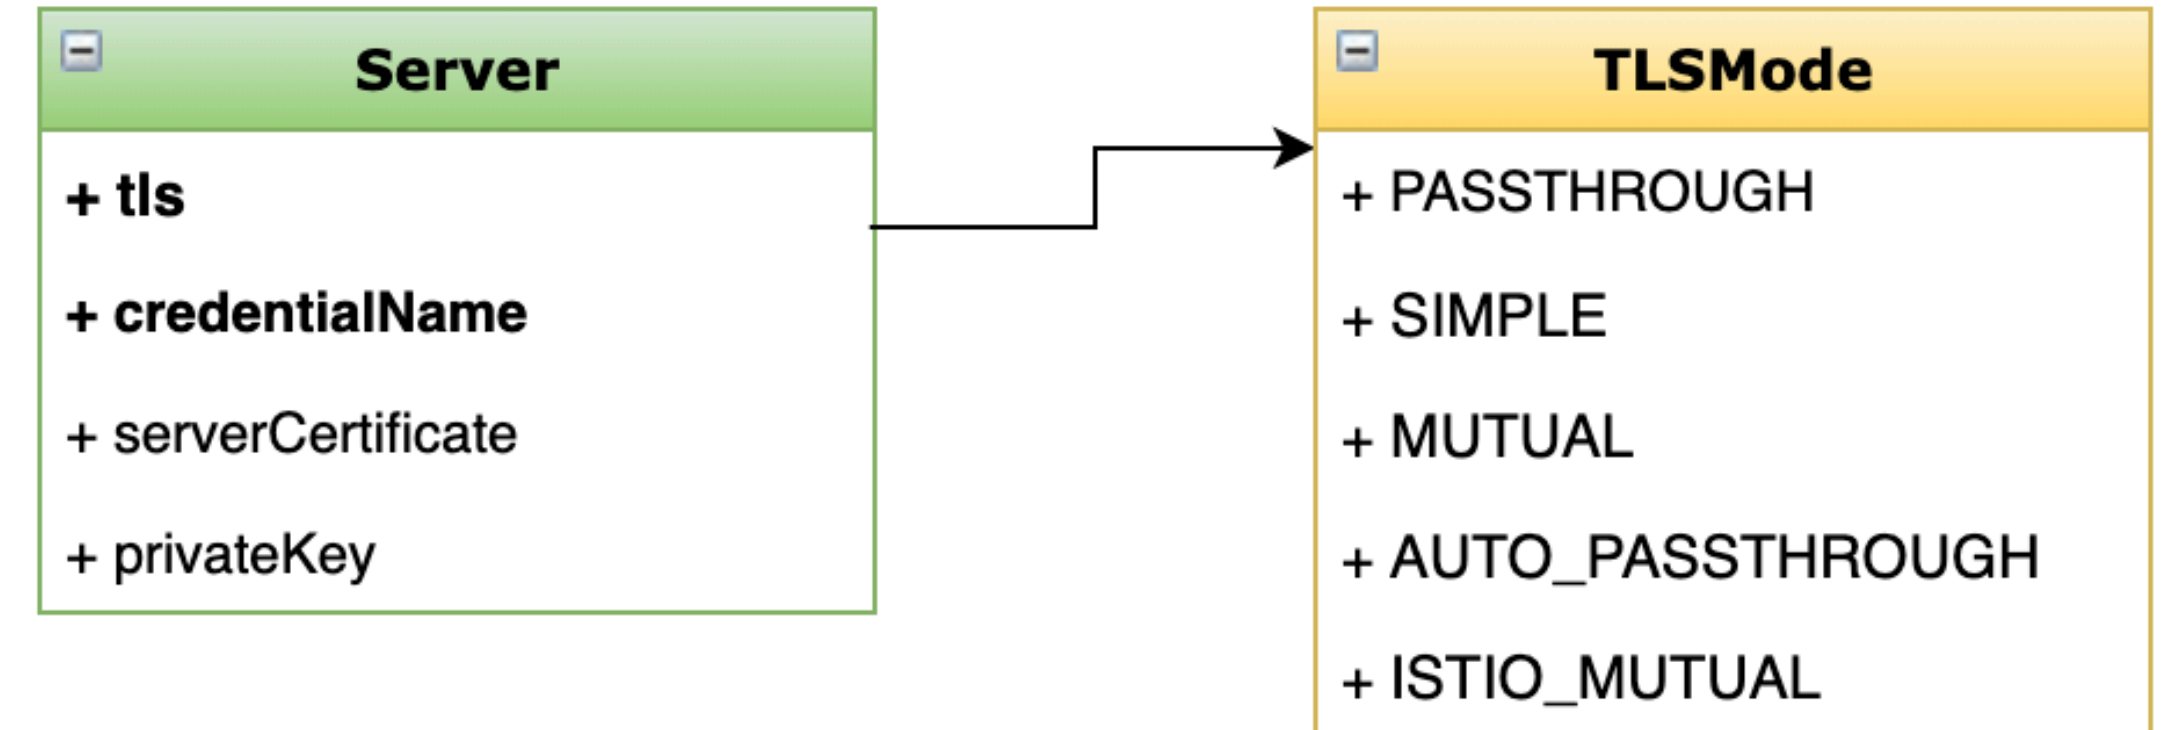 Server
+ tls
+ credentialName
+ serverCertificate
+ privateKey
TLSMode
+ PASSTHROUGH
+ SIMPLE
+ MUTUAL
+ AUTO_PASSTHROUGH
+ ISTIO_MUTUAL